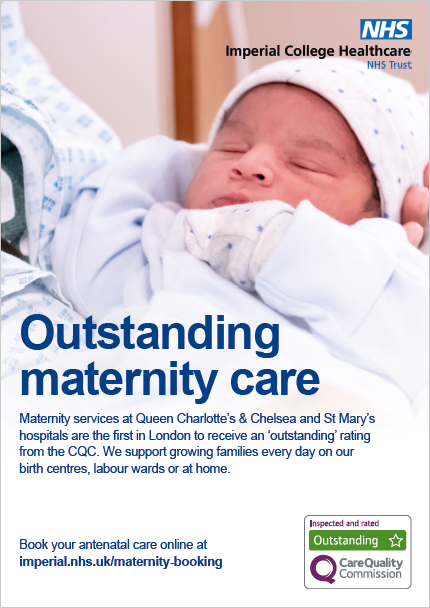 NHS
Imperial College Healthcare
NHS Trust
Outstanding
maternity care
Maternity services at Queen Charlotte's & Chelsea and St Mary's
hospitals are the first in London to receive an 'outstanding' rating
from the CQC. We support growing families every day on our
birth centres, labour wards or at home.
Book your antenatal care online at
imperial.nhs.uk/maternity-booking
Inspected and rated
Outstanding
CareQuality
Commission